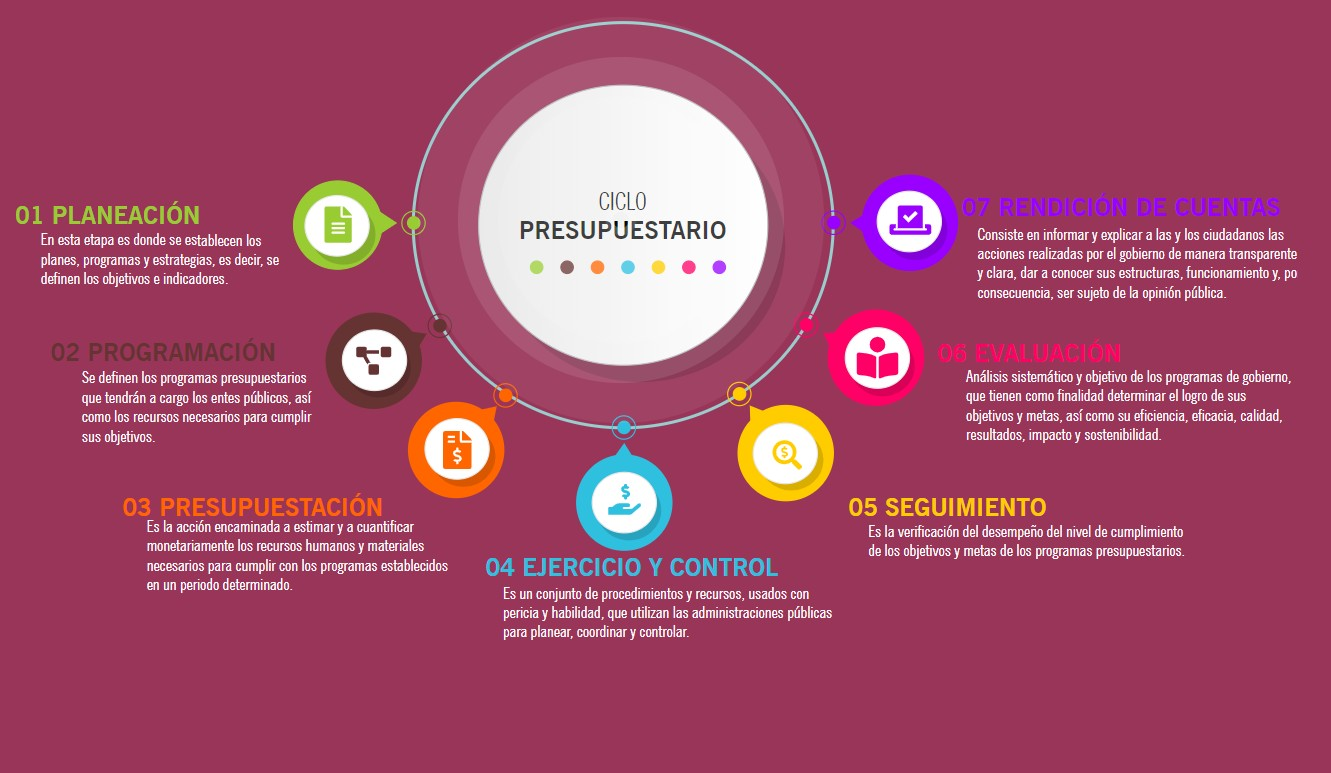 CICLO
PRESUPUESTARIO
01 PLANEACIÓN
En esta etapa es donde se establecen los
planes, programas y estrategias, es decir, se
definen los objetivos e indicadores.
02 PROGRAMACIÓN
Se definen los programas presupuestarios
que tendrán a cargo los entes públicos, así
como los recursos necesarios para cumplir
sus objetivos.
03 PRESUPUESTACIÓN
Es la acción encaminada a estimar y a cuantificar
monetariamente los recursos humanos y materiales
necesarios para cumplir con los programas establecidos
en un periodo determinado.
04 EJERCICIO Y CONTROL
Es un conjunto de procedimientos y recursos, usados con
pericia y habilidad, que utilizan las administraciones públicas
para planear, coordinar y controlar.
05 SEGUIMIENTO
Es la verificación del desempeño del nivel de cumplimiento
de los objetivos y metas de los programas presupuestarios.
06 EVALUACIÓN
Análisis sistemático y objetivo de los programas de gobierno,
que tienen como finalidad determinar el logro de sus
objetivos y metas, así como su eficiencia, eficacia, calidad,
resultados, impacto y sostenibilidad.
07 RENDICIÓN DE CUENTAS
Consiste en informar y explicar a las y los ciudadanos las
acciones realizadas por el gobierno de manera transparente
y clara, dar a conocer sus estructuras, funcionamiento y, po
consecuencia, ser sujeto de la opinión pública.